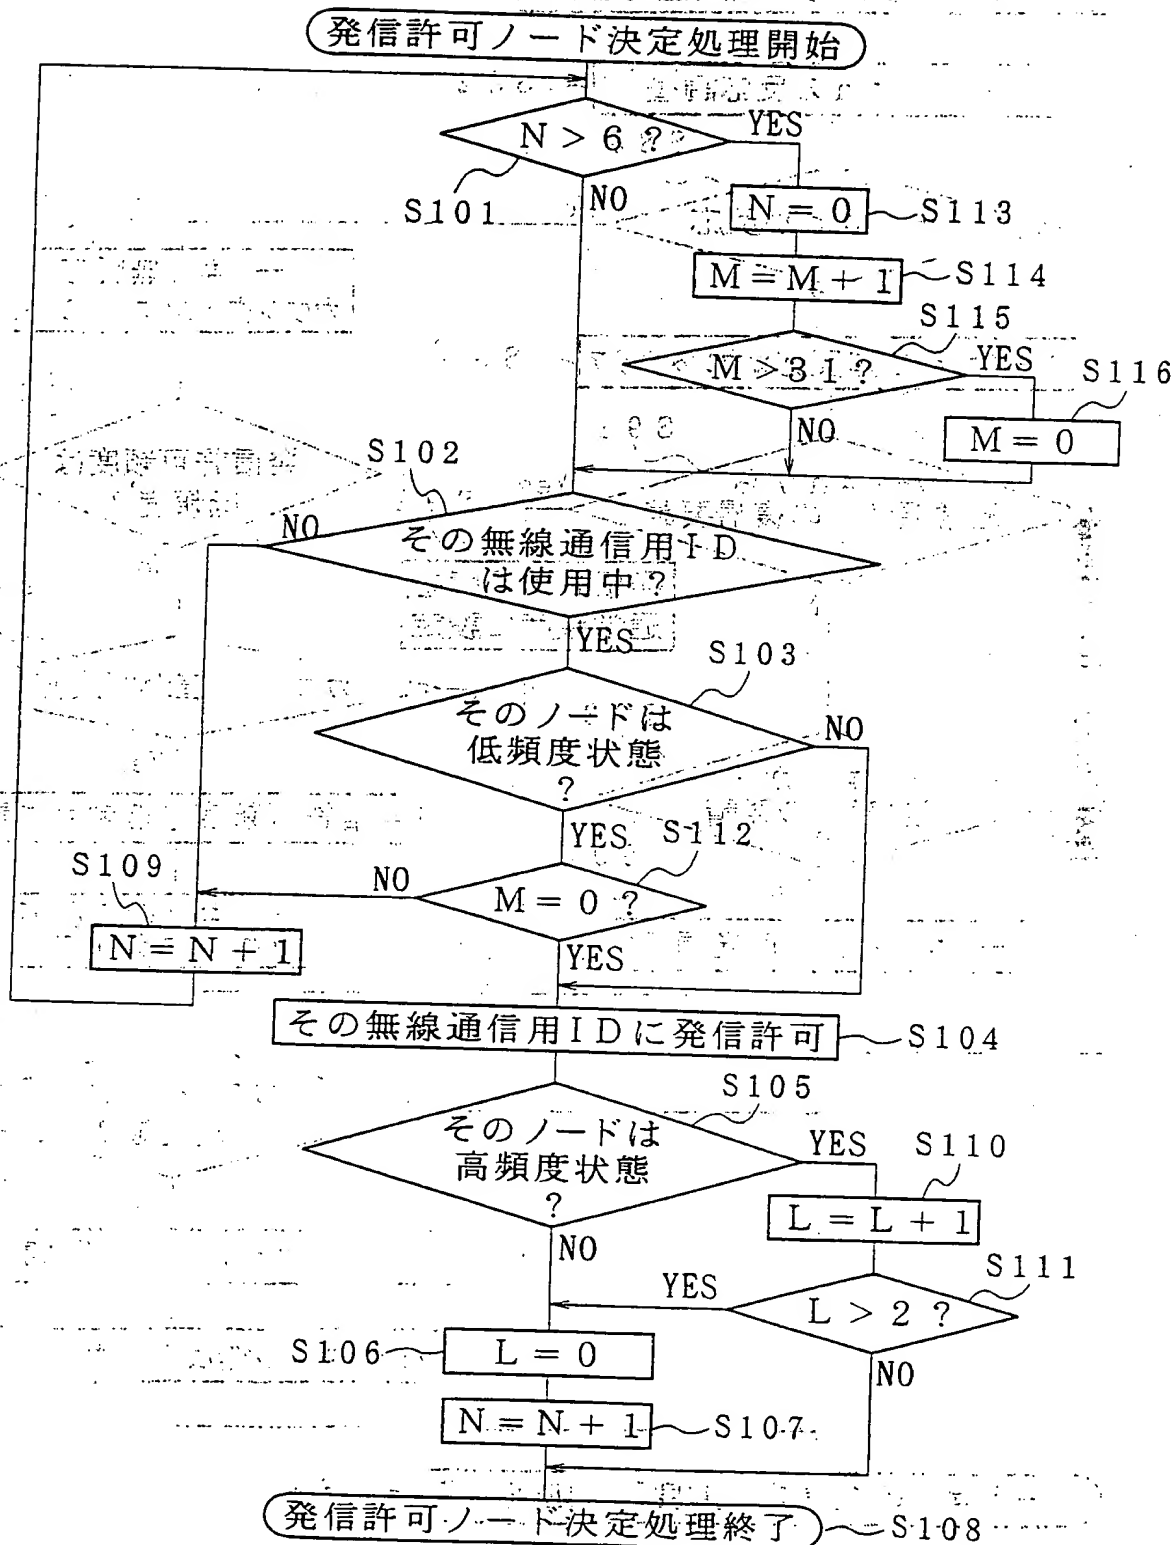 発信許可ノード決定処理開始
N > 6 ?
YES
S101
NO
N = 0
S113
M = M + 1
S114
S115
M > 31 ?
YES
S116
NO
M = 0
S102
NO
その無線通信用ID
は使用中?
YES
S103
そのノードは
低頻度状態
?
NO
YES
S112
S109
NO
M = 0 ?
N = N + 1
YES
その無線通信用IDに発信許可
S104
S105
そのノードは
高頻度状態
?
YES
S110
L = L + 1
NO
S111
YES
L > 2 ?
S106
L = 0
NO
N = N + 1
S107
発信許可ノード決定処理終了
S108